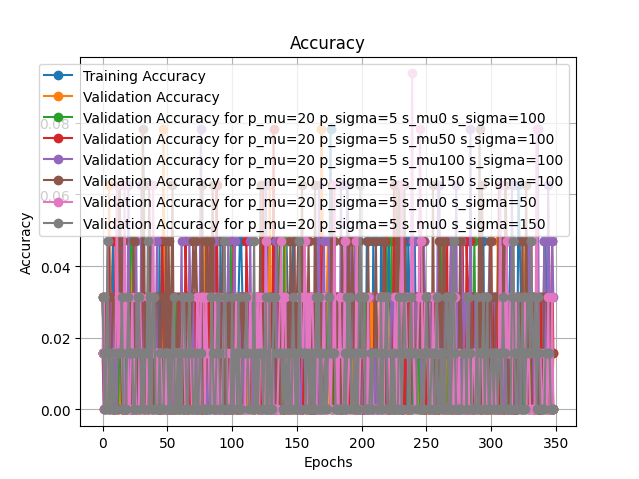 Accuracy
Training Accuracy
Validation Accuracy
Validation Accuracy for p_mu=20 p_sigma=5 s_mu0 s_sigma=100
Validation Accuracy for p_mu=20 p_sigma=5 s_mu50 s_sigma=100
Validation Accuracy for p_mu=20 p_sigma=5 s_mu100 s_sigma=100
Validation Accuracy for p_mu=20 p_sigma=5 s_mu150 s_sigma=100
Validation Accuracy for p_mu=20 p_sigma=5 s_mu0 s_sigma=50
Validation Accuracy for p_mu=20 p_sigma=5 s_mu0 s_sigma=150
0.08
0.06
0.04
0.02
0.00
Accuracy
0 50 100 150 200 250 300 350
Epochs